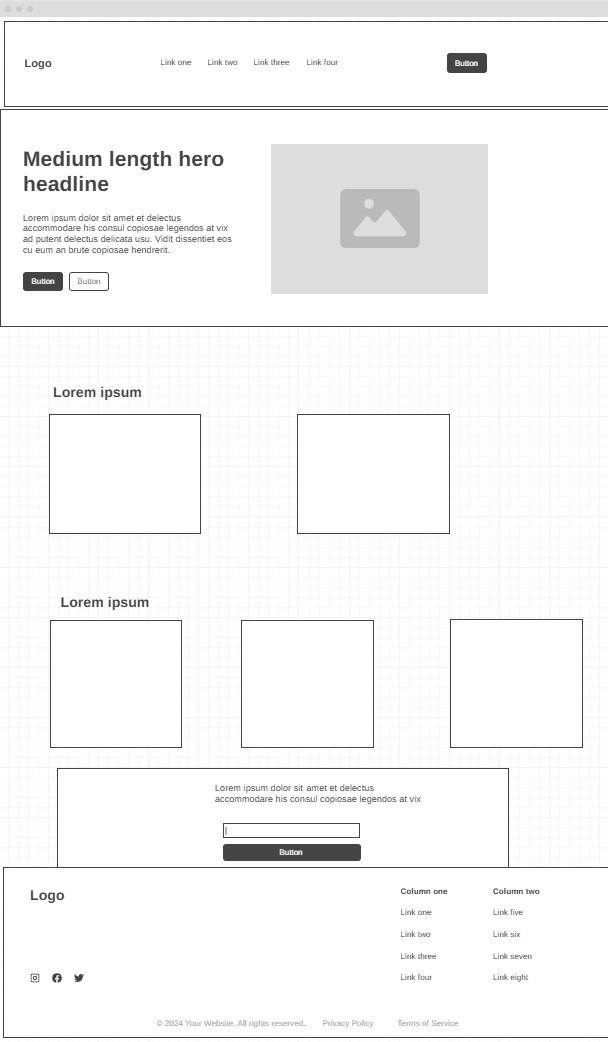 Logo
Link one Link two Link three Link four
Button
Medium length hero
headline
Lorem ipsum dolor sit amet et delectus
accommodare his consul copiosae legendos at vix
ad putent delectus delicata usu. Vidit dissentiet eos
cu eum an brute copiosae hendrerit.
Button Button
Lorem ipsum
Lorem ipsum
Lorem ipsum dolor sit amet et delectus
accommodare his consul copiosae legendos at vix
Button
Logo
Column one
Link one
Link two
Link three
Link four
Column two
Link five
Link six
Link seven
Link eight
© 2024 Your Website. All rights reserved. Privacy Policy Terms of Service